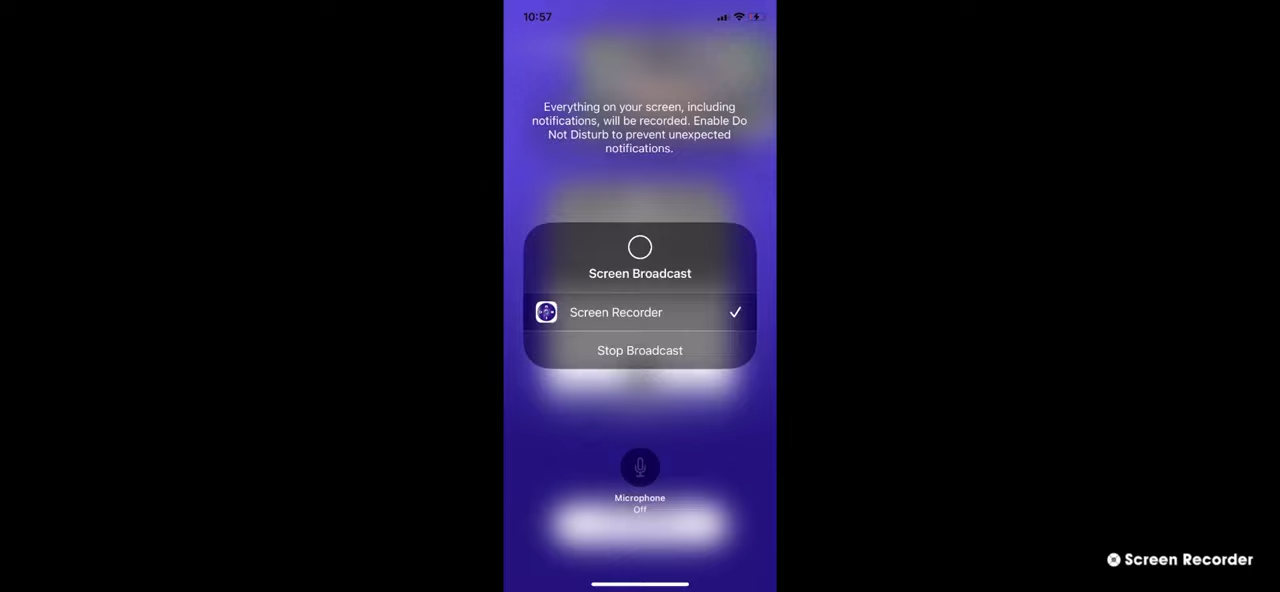 10:57
Everything on your screen, including
notifications, will be recorded. Enable Do
Not Disturb to prevent unexpected
notifications.
Screen Broadcast
Screen Recorder
Stop Broadcast
Microphone
Off
Screen Recorder